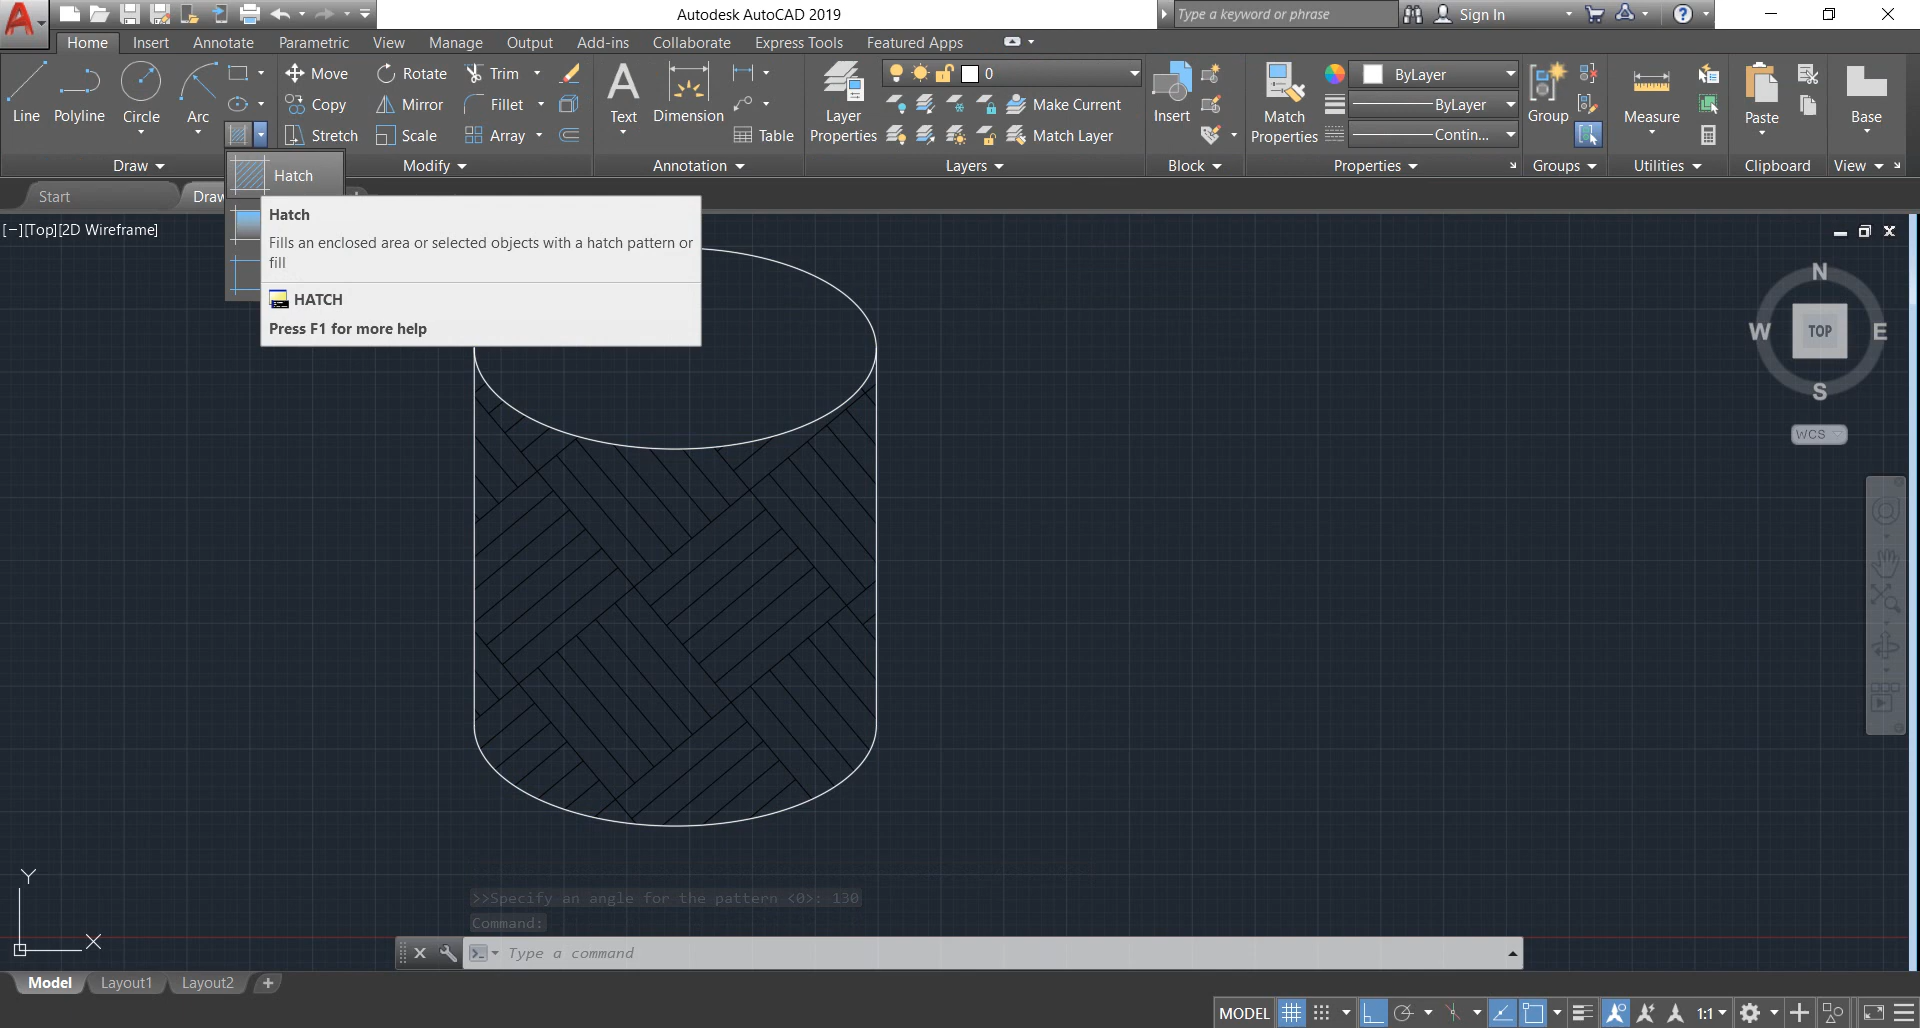 Autodesk AutoCAD 2019
Type a keyword or phrase
Sign In
Home Insert Annotate Parametric View Manage Output Add-ins Collaborate Express Tools Featured Apps
Line Polyline Circle Arc
Move Rotate Trim
Copy Mirror Fillet
Stretch Scale Array
Text Dimension Table
Layer Properties
0
Make Current
Match Layer
Insert
Match Properties
ByLayer
ByLayer
Contin...
Group Measure Paste Base
Draw Modify Annotation Layers Block Properties Groups Utilities Clipboard View
Hatch
Start Draw
Hatch
Fills an enclosed area or selected objects with a hatch pattern or
fill
HATCH
Press F1 for more help
[−][Top][2D Wireframe]
N
W TOP E
S
WCS
>>Specify an angle for the pattern <0>: 130
Command:
Type a command
Y
X
Model Layout1 Layout2 +
MODEL 1:1